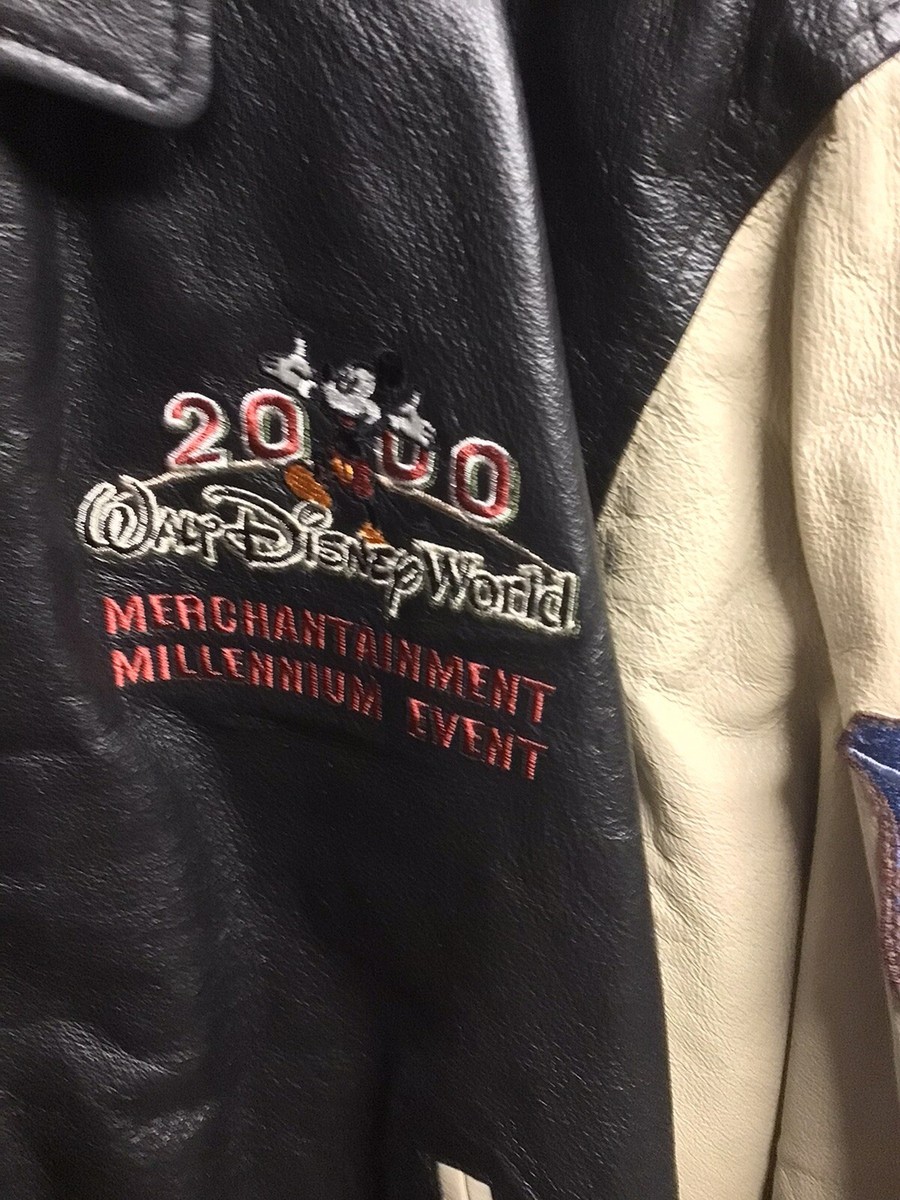 2000
Walt Disney World
MERCHANTAINMENT
MILLENNIUM EVENT